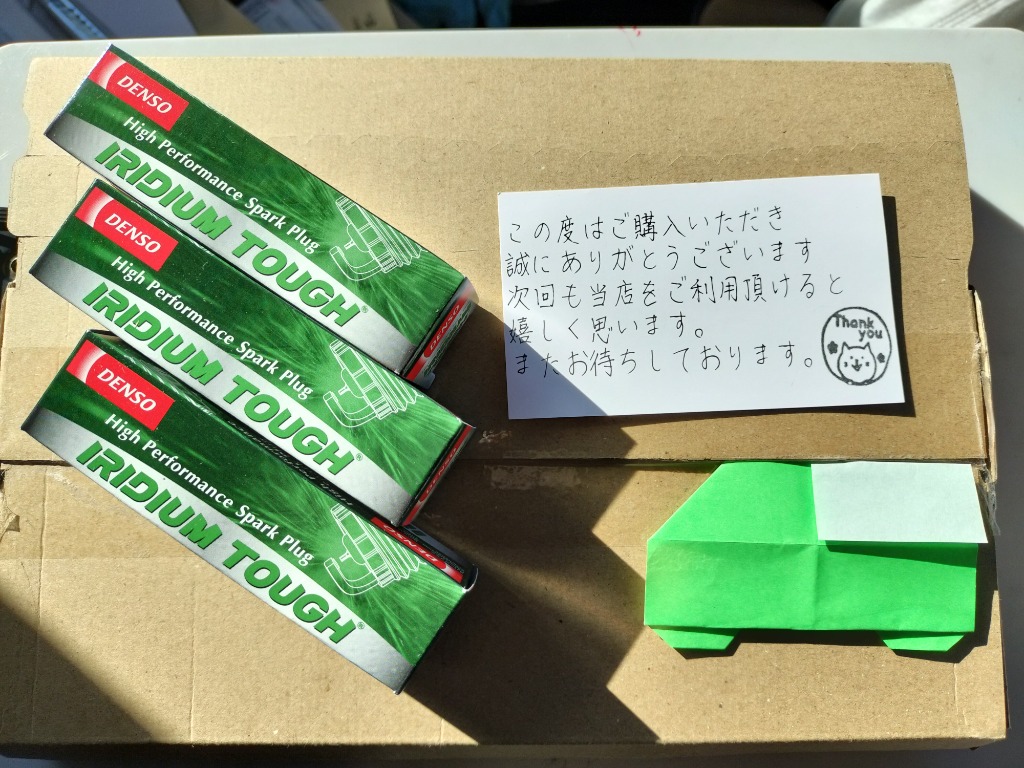 DENSO
High Performance Spark Plug
IRIDIUM TOUGH®
DENSO
DENSO
High Performance Spark Plug
IRIDIUM TOUGH®
DENSO
DENSO
High Performance Spark Plug
IRIDIUM TOUGH®
DENSO
この度はご購入いただき
誠にありがとうございます
次回も当店をご利用頂けると
嬉しく思います。
またお待ちしております。
Thank
you